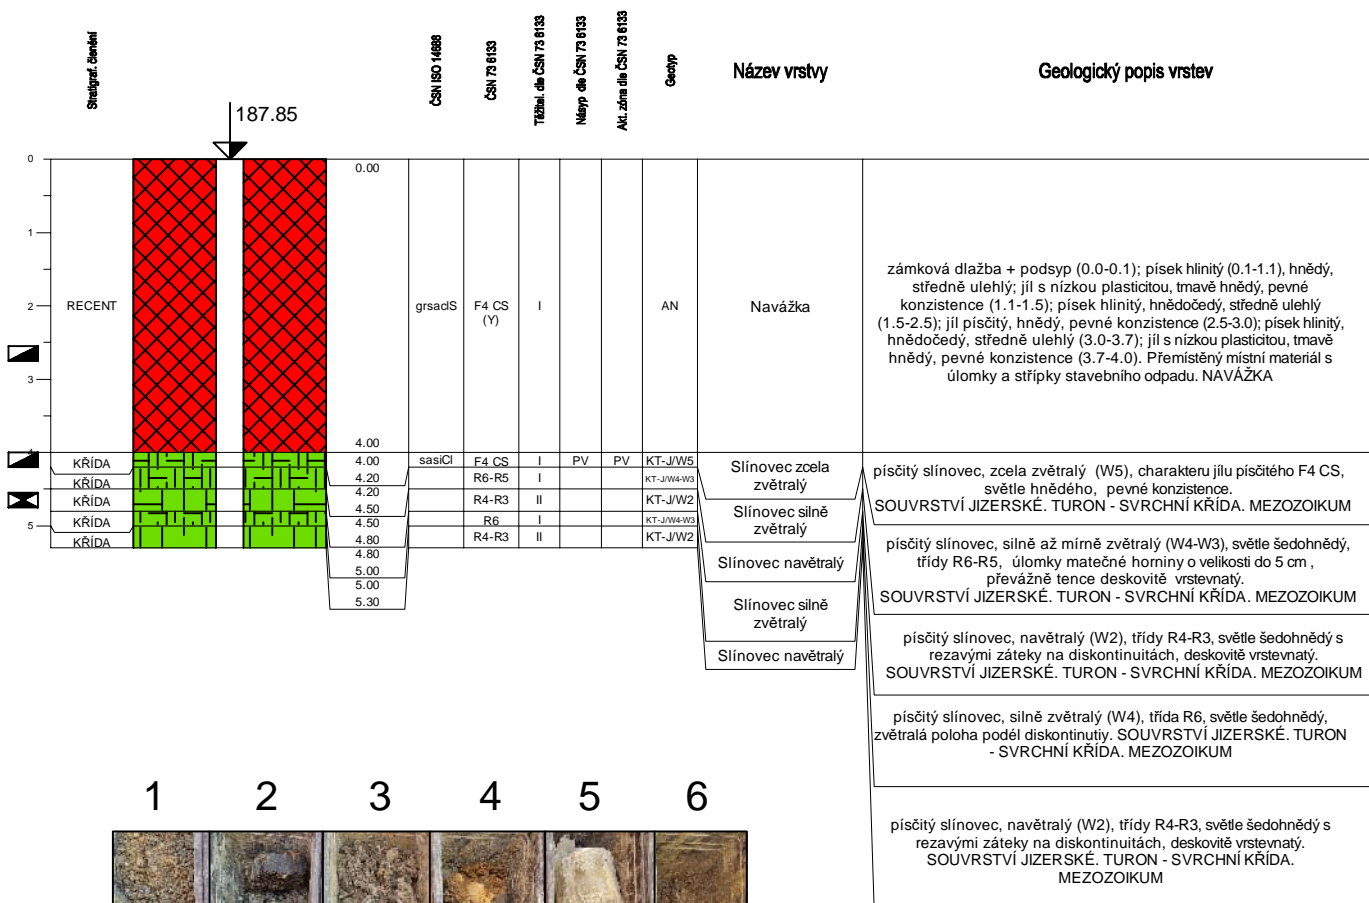 Stratigraf. členění
ČSN ISO 14688
ČSN 73 6133
Těžitel. dle ČSN 73 6133
Násyp dle ČSN 73 6133
Akt. zóna dle ČSN 73 6133
Geotyp
Název vrstvy
Geologický popis vrstev
187.85
0
1
2
3
5
RECENT
0.00
4.00
grsaclS
F4 CS
(Y)
I
AN
Navážka
zámková dlažba + podsyp (0.0-0.1); písek hlinitý (0.1-1.1), hnědý,
středně ulehlý; jíl s nízkou plasticitou, tmavě hnědý, pevné
konzistence (1.1-1.5); písek hlinitý, hnědočedý, středně ulehlý
(1.5-2.5); jíl písčitý, hnědý, pevné konzistence (2.5-3.0); písek hlinitý,
hnědočedý, středně ulehlý (3.0-3.7); jíl s nízkou plasticitou, tmavě
hnědý, pevné konzistence (3.7-4.0). Přemístěný místní materiál s
úlomky a střípky stavebního odpadu. NAVÁŽKA
KŘÍDA
4.00
4.20
sasiCl
F4 CS
I
PV
PV
KT-J/W5
Slínovec zcela
zvětralý
písčitý slínovec, zcela zvětralý (W5), charakteru jílu písčitého F4 CS,
světle hnědého, pevné konzistence.
SOUVRSTVÍ JIZERSKÉ. TURON - SVRCHNÍ KŘÍDA. MEZOZOIKUM
KŘÍDA
4.20
4.50
R6-R5
I
KT-J/W4-W3
Slínovec silně
zvětralý
písčitý slínovec, silně až mírně zvětralý (W4-W3), světle šedohnědý,
třídy R6-R5, úlomky matečné horniny o velikosti do 5 cm ,
převážně tence deskovitě vrstevnatý.
SOUVRSTVÍ JIZERSKÉ. TURON - SVRCHNÍ KŘÍDA. MEZOZOIKUM
KŘÍDA
4.50
4.80
R4-R3
II
KT-J/W2
Slínovec navětralý
písčitý slínovec, navětralý (W2), třídy R4-R3, světle šedohnědý s
rezavými záteky na diskontinuitách, deskovitě vrstevnatý.
SOUVRSTVÍ JIZERSKÉ. TURON - SVRCHNÍ KŘÍDA. MEZOZOIKUM
KŘÍDA
4.80
5.00
R6
I
KT-J/W4-W3
Slínovec silně
zvětralý
písčitý slínovec, silně zvětralý (W4), třída R6, světle šedohnědý,
zvětralá poloha podél diskontinutiy. SOUVRSTVÍ JIZERSKÉ. TURON
- SVRCHNÍ KŘÍDA. MEZOZOIKUM
KŘÍDA
5.00
5.30
R4-R3
II
KT-J/W2
Slínovec navětralý
písčitý slínovec, navětralý (W2), třídy R4-R3, světle šedohnědý s
rezavými záteky na diskontinuitách, deskovitě vrstevnatý.
SOUVRSTVÍ JIZERSKÉ. TURON - SVRCHNÍ KŘÍDA.
MEZOZOIKUM
1 2 3 4 5 6